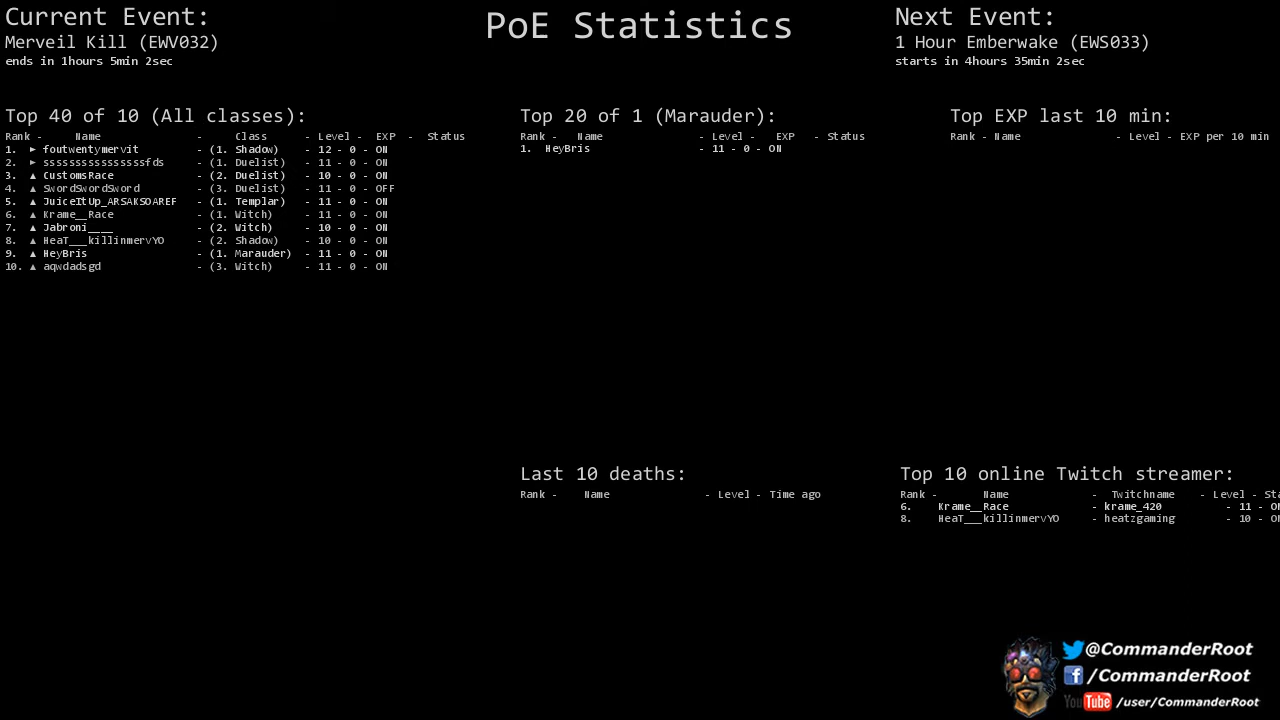 Current Event:
Merveil Kill (EWV032)
ends in 1hours 5min 2sec
PoE Statistics
Next Event:
1 Hour Emberwake (EWS033)
starts in 4hours 35min 2sec
Top 40 of 10 (All classes):
Rank - Name - Class - Level - EXP - Status
1. ► foutwentymervit - (1. Shadow) - 12 - 0 - ON
2. ► ssssssssssssssssfds - (1. Duelist) - 11 - 0 - ON
3. ▲ CustomsRace - (2. Duelist) - 10 - 0 - ON
4. ▲ SwordSwordSword - (3. Duelist) - 11 - 0 - OFF
5. ▲ JuiceItUp_ARSAKSOAREF - (1. Templar) - 11 - 0 - ON
6. ▲ Krame__Race - (1. Witch) - 11 - 0 - ON
7. ▲ Jabroni____ - (2. Witch) - 10 - 0 - ON
8. ▲ HeaT___killinmervYO - (2. Shadow) - 10 - 0 - ON
9. ▲ HeyBris - (1. Marauder) - 11 - 0 - ON
10. ▲ aqwdadsgd - (3. Witch) - 11 - 0 - ON
Top 20 of 1 (Marauder):
Rank - Name - Level - EXP - Status
1. HeyBris - 11 - 0 - ON
Top EXP last 10 min:
Rank - Name - Level - EXP per 10 min
Last 10 deaths:
Rank - Name - Level - Time ago
Top 10 online Twitch streamer:
Rank - Name - Twitchname - Level - Sta
6. Krame__Race - krame_420 - 11 - ON
8. HeaT___killinmervYO - heatzgaming - 10 - ON
@CommanderRoot
/CommanderRoot
YouTube /user/CommanderRoot